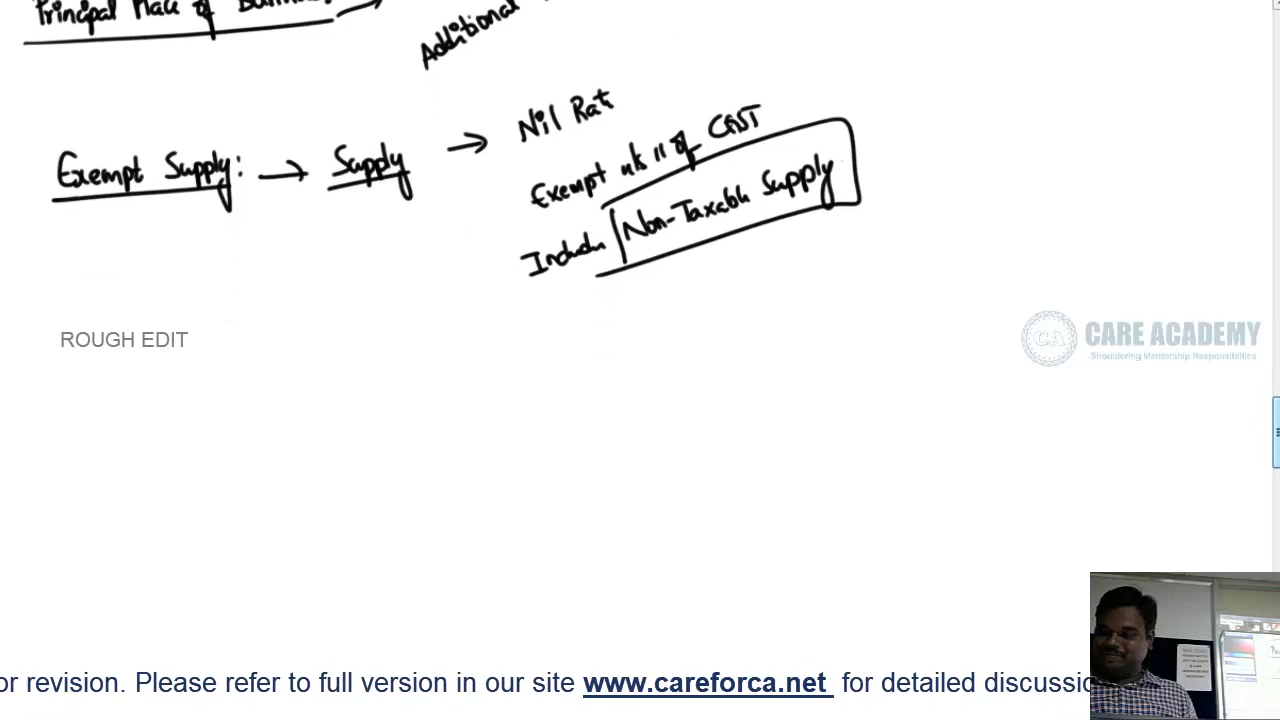 Principal Place of
Additional
Exempt Supply: → Supply → Nil Rate
Exempt u/s 11 of CGST
Include Non-Taxable Supply
ROUGH EDIT
CA CARE ACADEMY
Shouldering Mentorship Responsibilities
or revision. Please refer to full version in our site www.careforca.net for detailed discussio